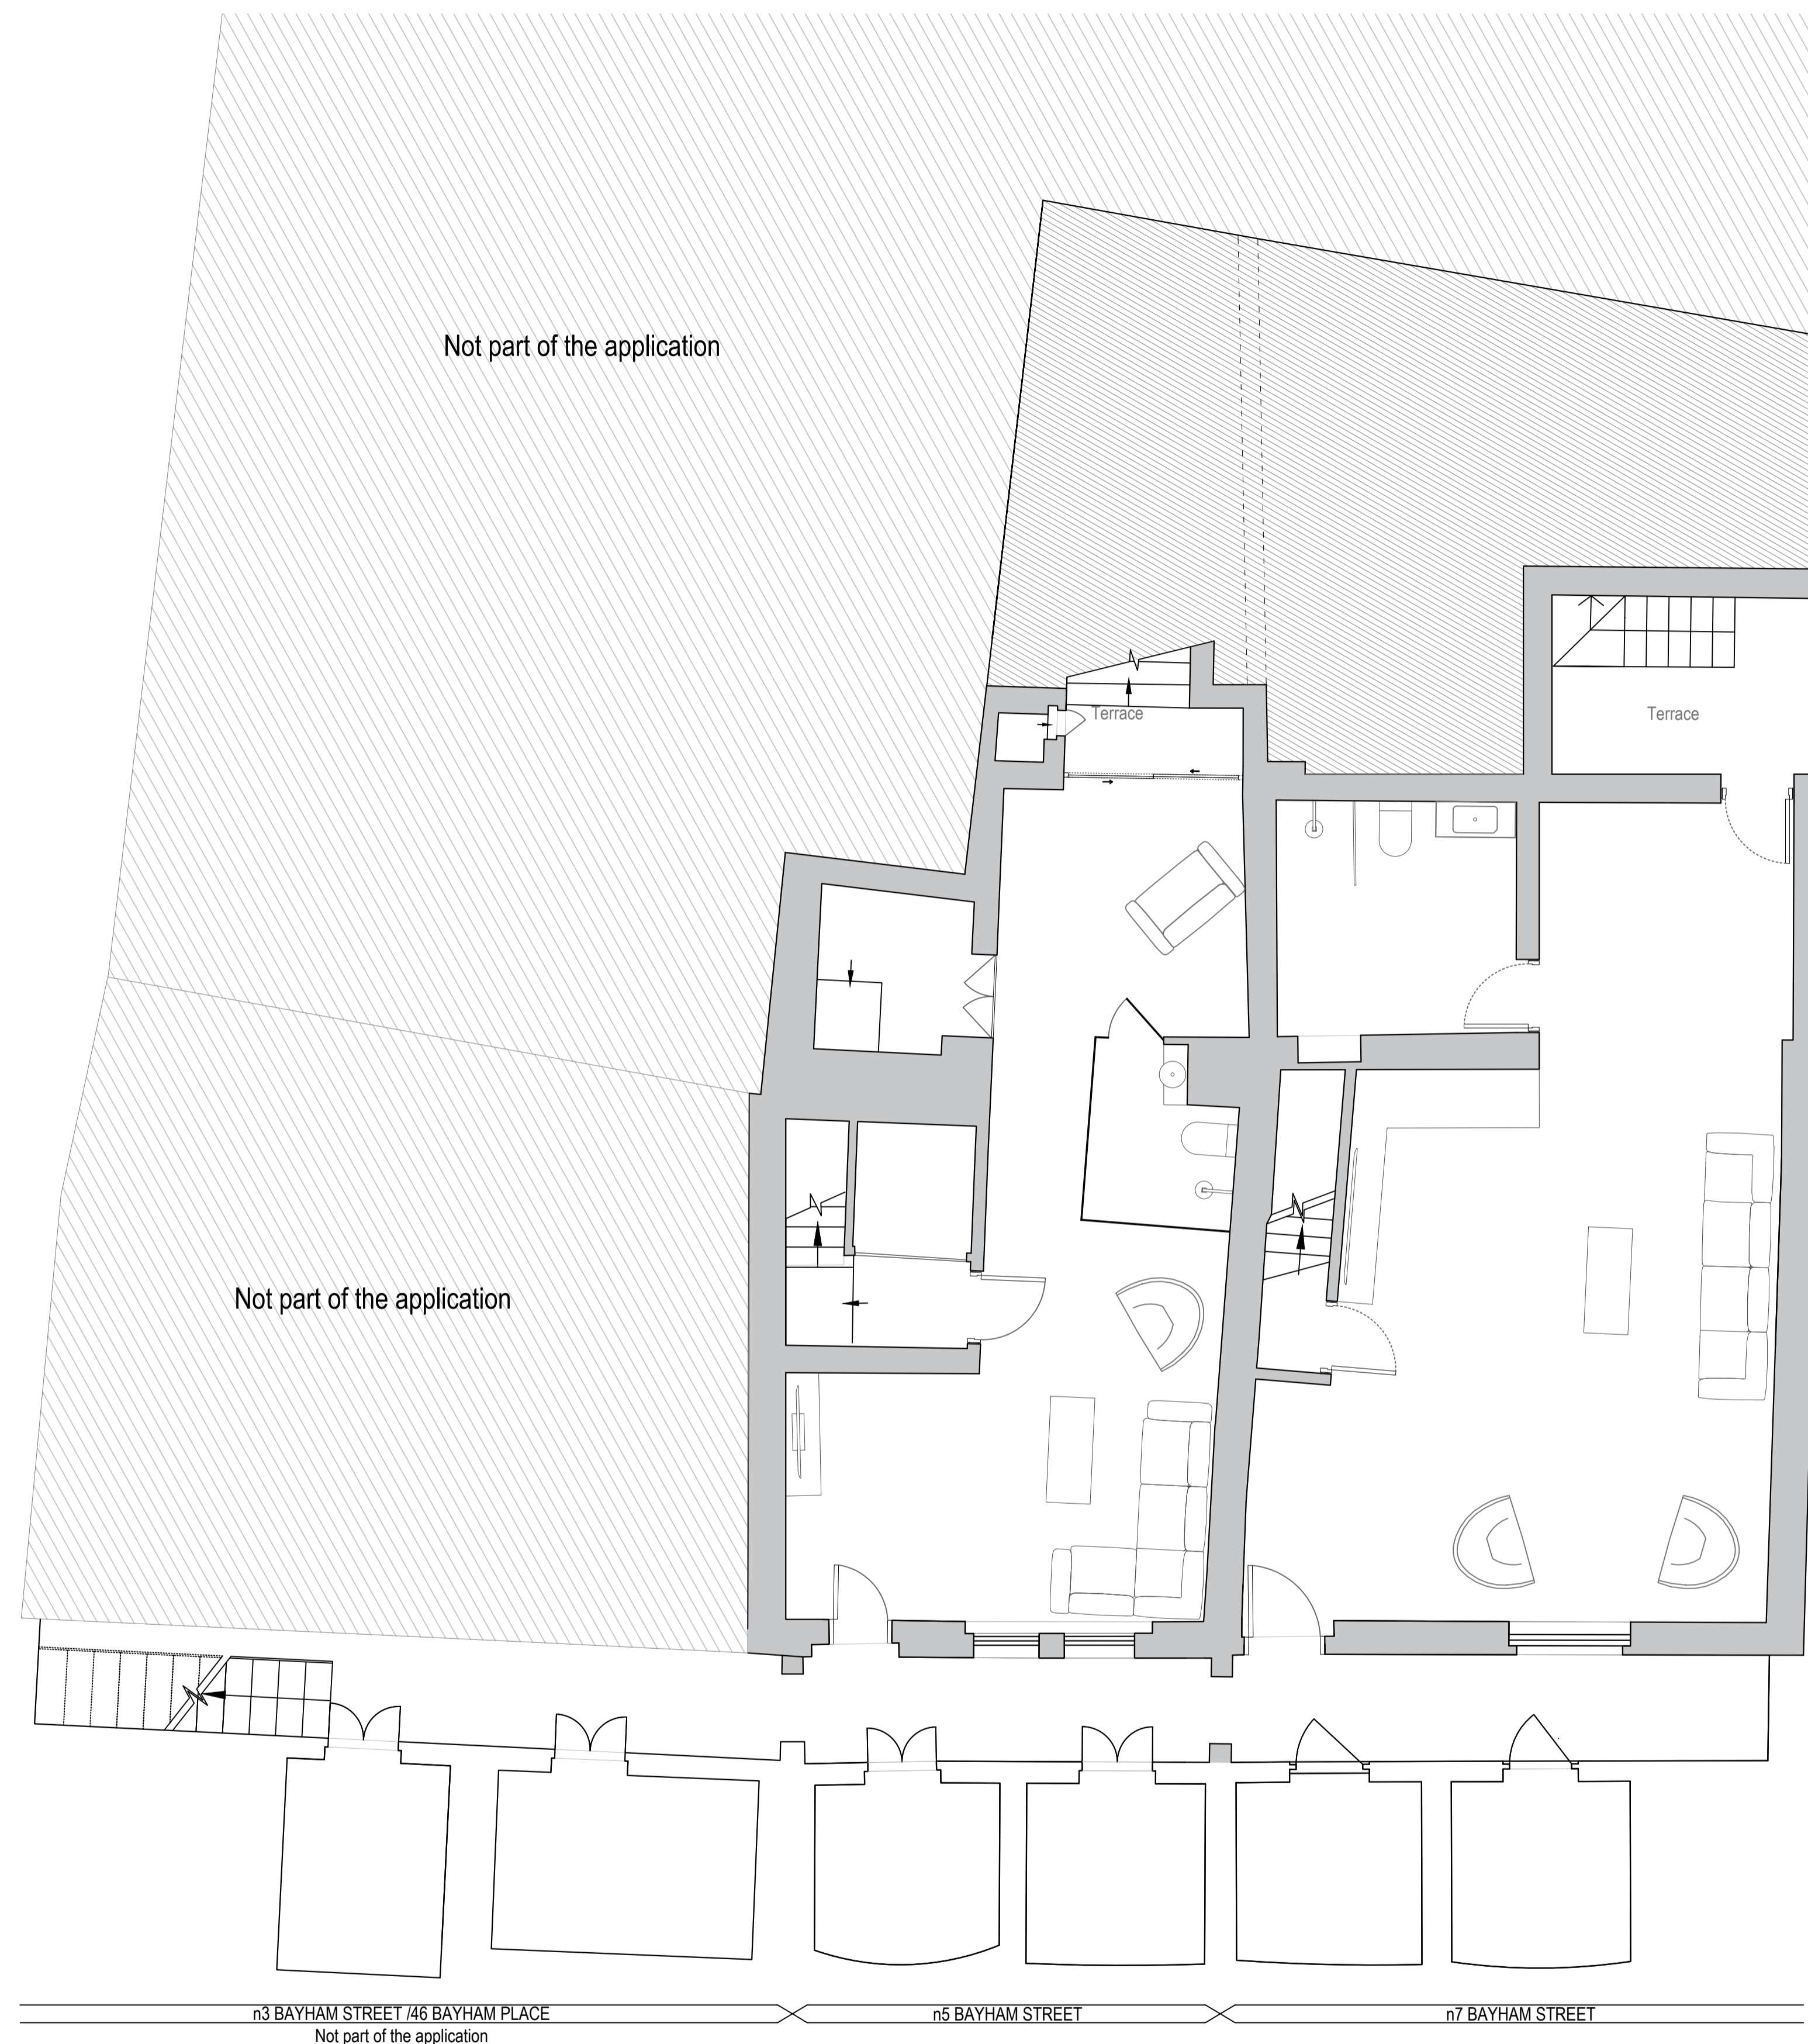 Not part of the application
Terrace
Terrace
Not part of the application
n3 BAYHAM STREET /46 BAYHAM PLACE
n5 BAYHAM STREET
n7 BAYHAM STREET
Not part of the application